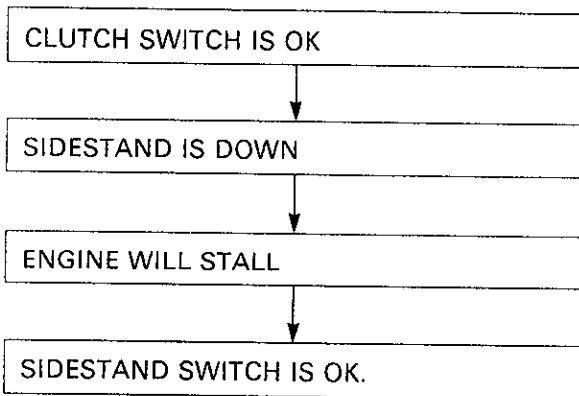 CLUTCH SWITCH IS OK
SIDESTAND IS DOWN
ENGINE WILL STALL
SIDESTAND SWITCH IS OK.